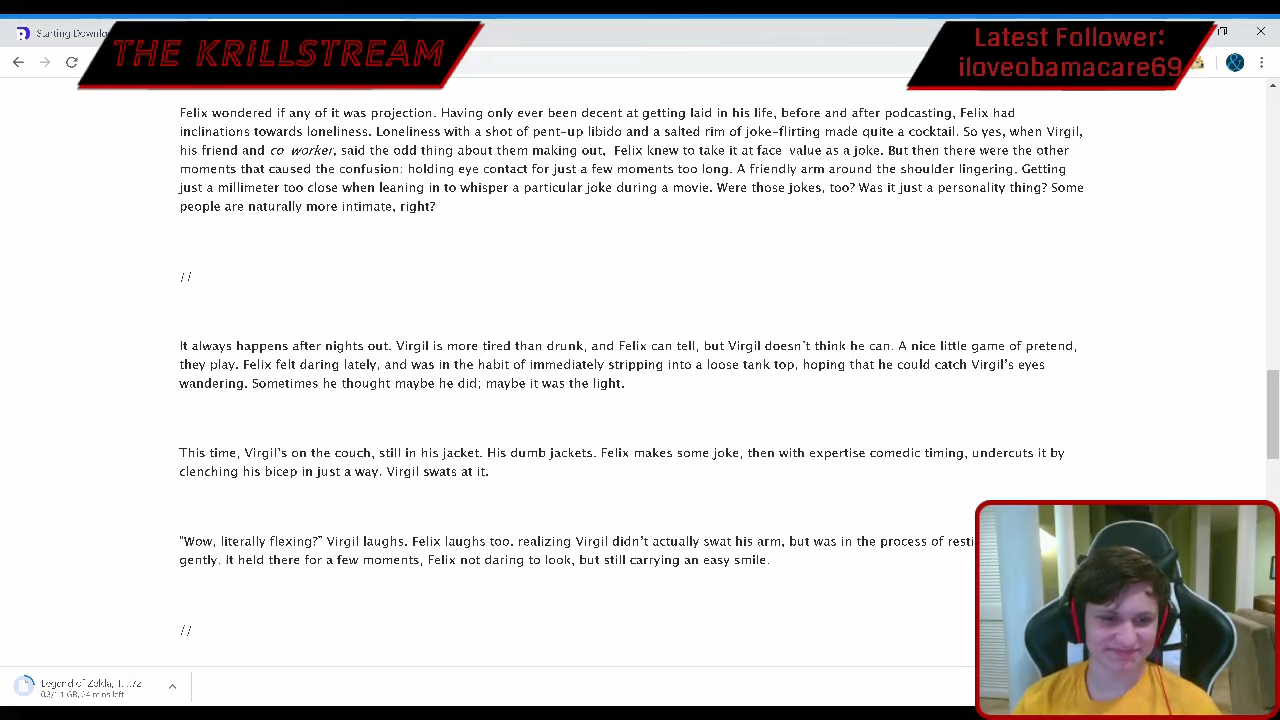 Starting Downlo
THE KRILLSTREAM
Latest Follower:
iloveobamacare69
Felix wondered if any of it was projection. Having only ever been decent at getting laid in his life, before and after podcasting, Felix had
inclinations towards loneliness. Loneliness with a shot of pent-up libido and a salted rim of joke-flirting made quite a cocktail. So yes, when Virgil,
his friend and co worker, said the odd thing about them making out, Felix knew to take it at face value as a joke. But then there were the other
moments that caused the confusion: holding eye contact for just a few moments too long. A friendly arm around the shoulder lingering. Getting
just a millimeter too close when leaning in to whisper a particular joke during a movie. Were those jokes, too? Was it just a personality thing? Some
people are naturally more intimate, right?
//
It always happens after nights out. Virgil is more tired than drunk, and Felix can tell, but Virgil doesn't think he can. A nice little game of pretend,
they play. Felix felt daring lately, and was in the habit of immediately stripping into a loose tank top, hoping that he could catch Virgil's eyes
wandering. Sometimes he thought maybe he did; maybe it was the light.
This time, Virgil's on the couch, still in his jacket. His dumb jackets. Felix makes some joke, then with expertise comedic timing, undercuts it by
clenching his bicep in just a way. Virgil swats at it.
"Wow, literally flexing?" Virgil laughs. Felix laughs too, realizing Virgil didn't actually swat his arm, but was in the process of resti
It held there for a few moments, Felix not daring to but still carrying an easy smile.
//
Legend of Zelda